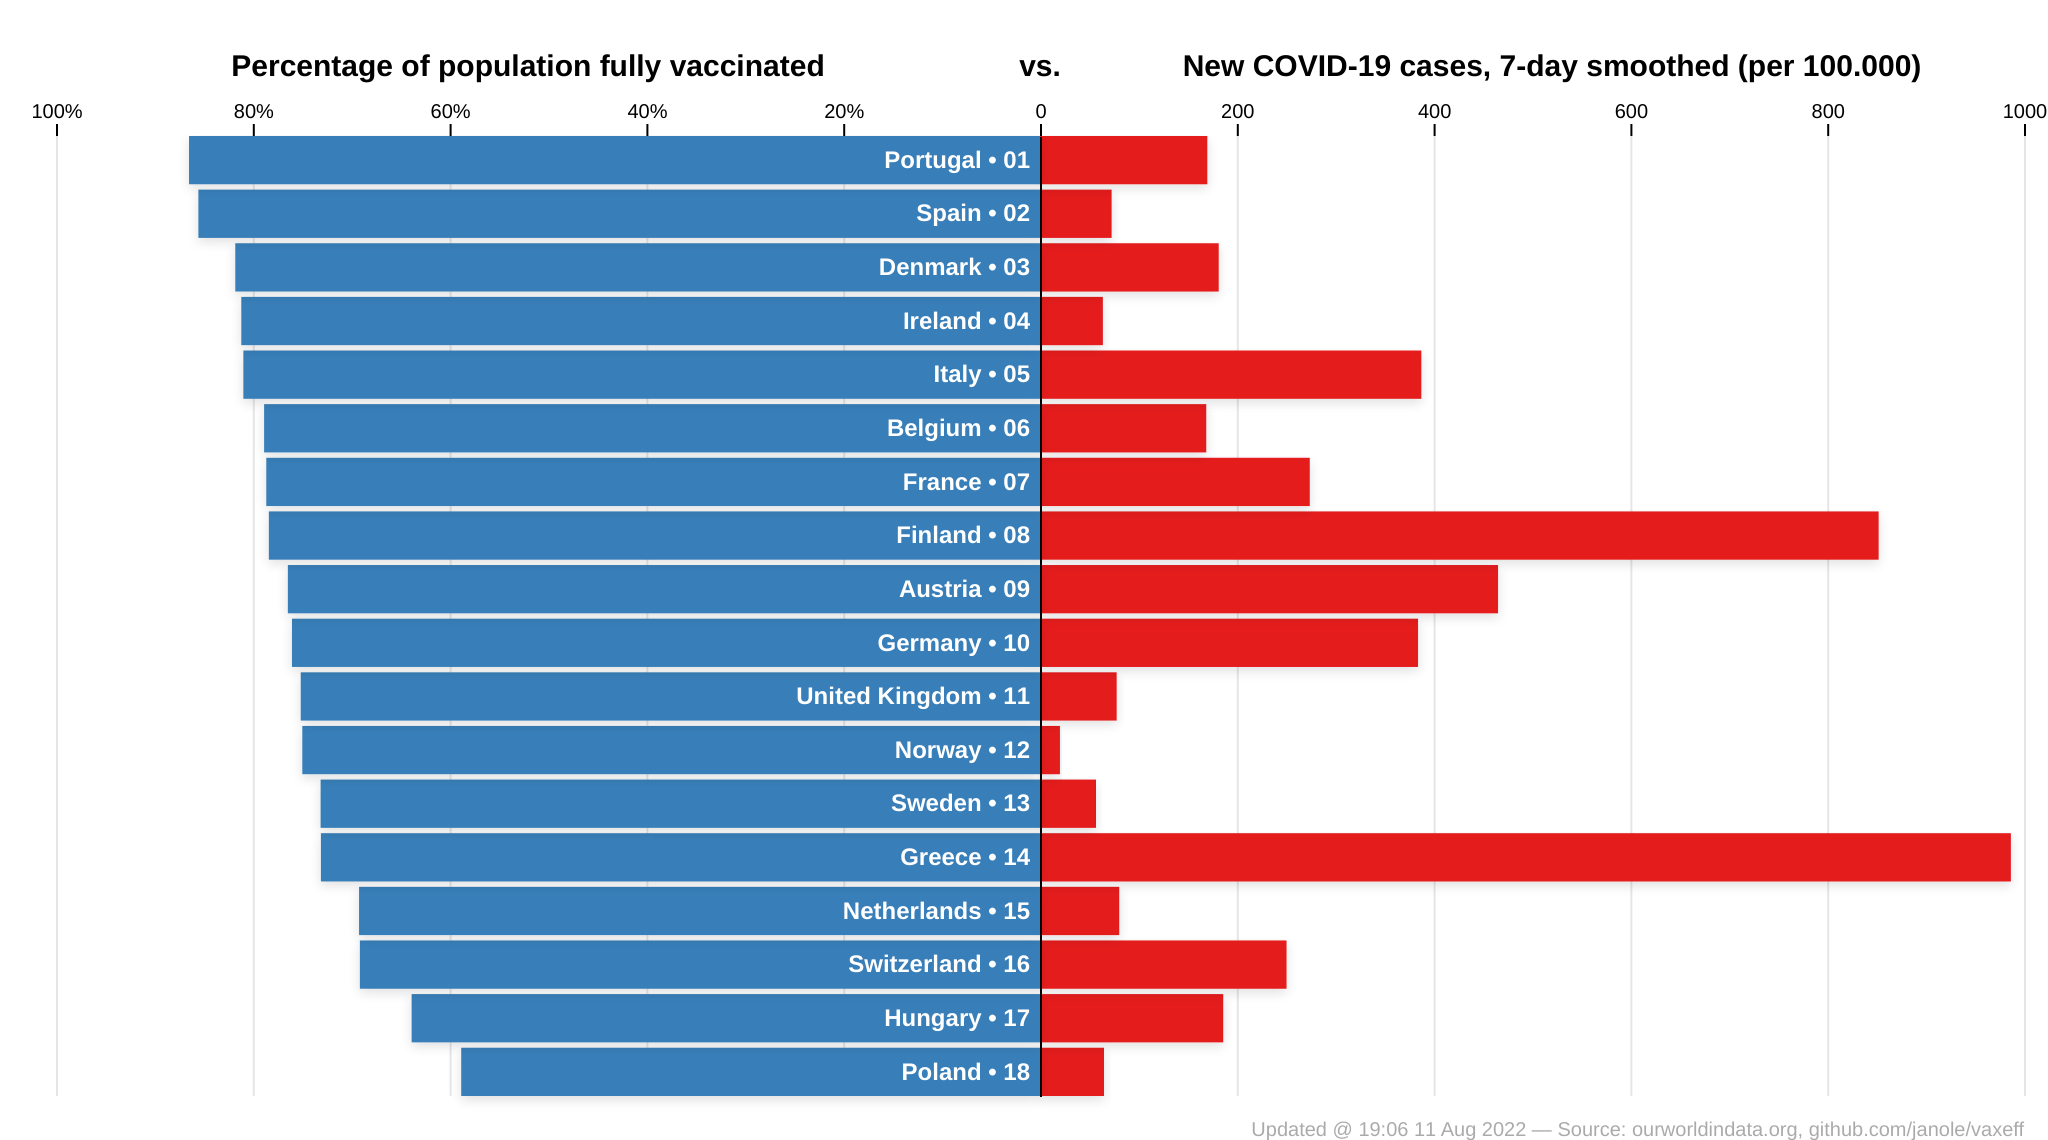 Percentage of population fully vaccinated vs. New COVID-19 cases, 7-day smoothed (per 100.000)
100% 80% 60% 40% 20% 0 200 400 600 800 1000
Portugal • 01
Spain • 02
Denmark • 03
Ireland • 04
Italy • 05
Belgium • 06
France • 07
Finland • 08
Austria • 09
Germany • 10
United Kingdom • 11
Norway • 12
Sweden • 13
Greece • 14
Netherlands • 15
Switzerland • 16
Hungary • 17
Poland • 18
Updated @ 19:06 11 Aug 2022 — Source: ourworldindata.org, github.com/janole/vaxeff